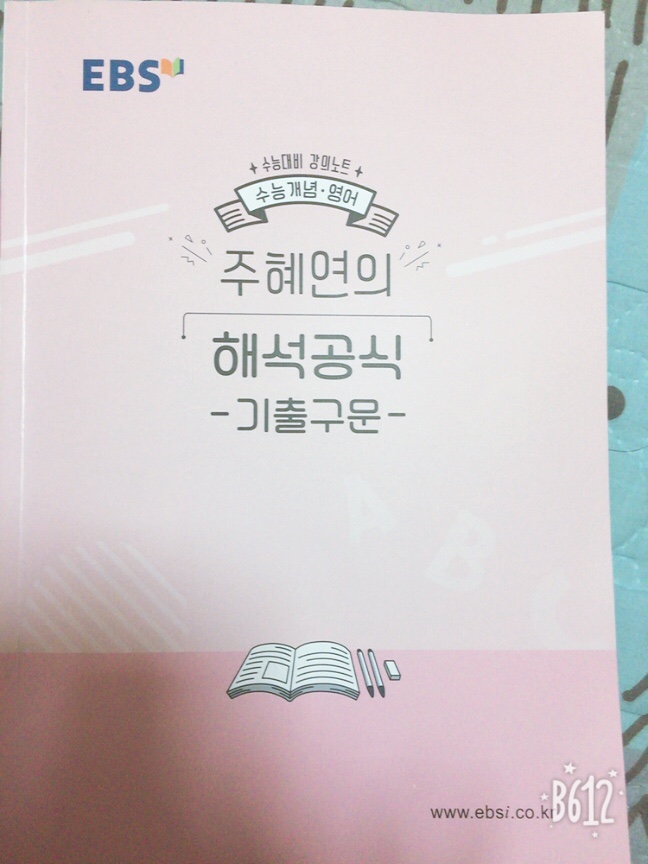 EBS
수능대비 강의노트
수능개념·영어
주혜연의
해석공식
-기출구문-
A B C
www.ebsi.co.kr
B612